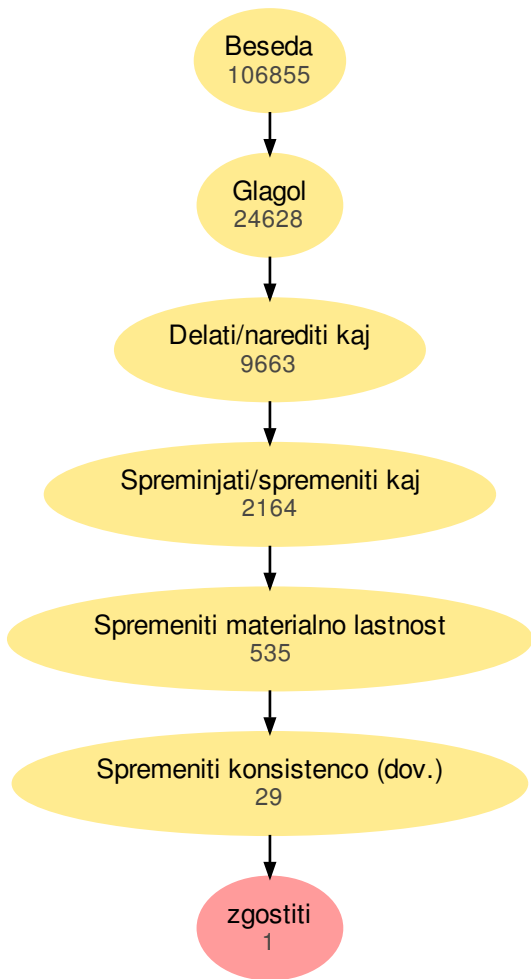 Beseda
106855
Glagol
24628
Delati/narediti kaj
9663
Spreminjati/spremeniti kaj
2164
Spremeniti materialno lastnost
535
Spremeniti konsistenco (dov.)
29
zgostiti
1